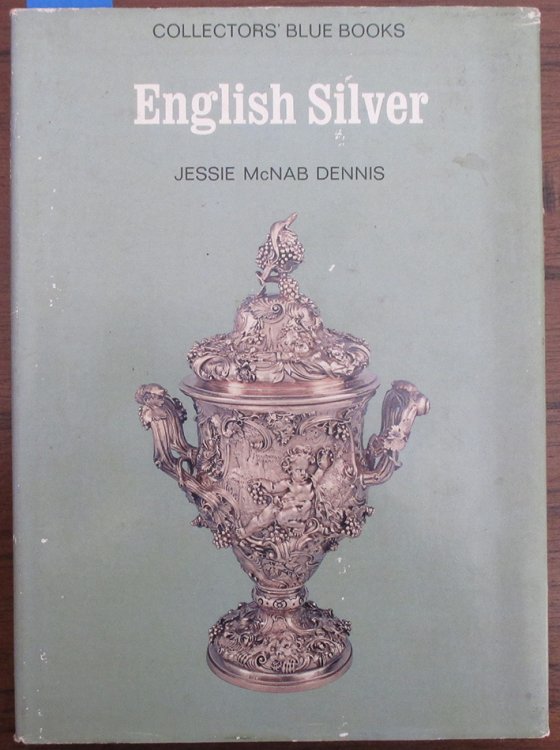 COLLECTORS' BLUE BOOKS
English Silver
JESSIE McNAB DENNIS